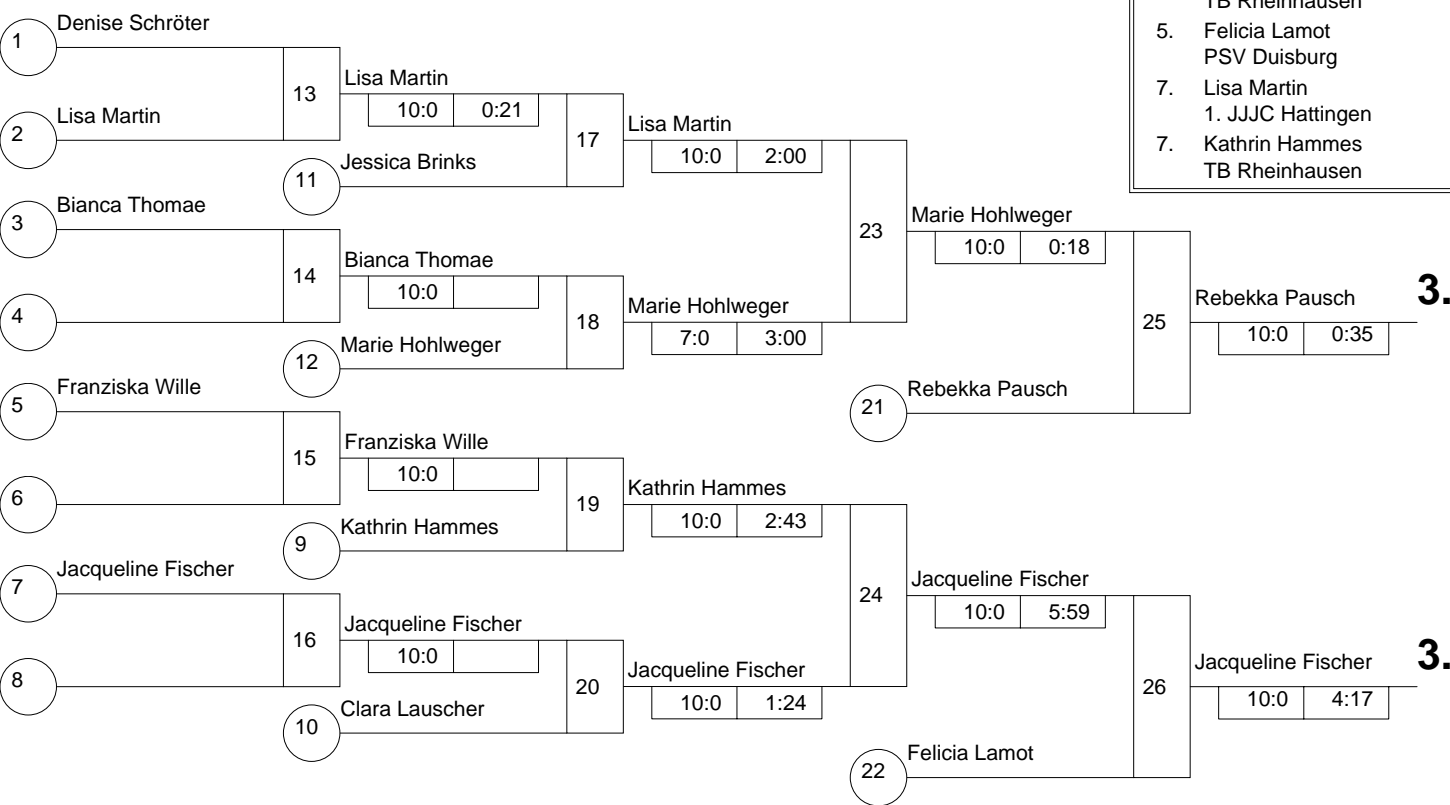 TB Rheinhausen
5. Felicia Lamot
PSV Duisburg
7. Lisa Martin
1. JJJC Hattingen
7. Kathrin Hammes
TB Rheinhausen
1 Denise Schröter
13
Lisa Martin
10:0 0:21
2 Lisa Martin
17
Lisa Martin
10:0 2:00
11 Jessica Brinks
3 Bianca Thomae
23
Marie Hohlweger
10:0 0:18
14
Bianca Thomae
10:0
4
18
Marie Hohlweger
7:0 3:00
12 Marie Hohlweger
25
Rebekka Pausch
10:0 0:35
3.
5 Franziska Wille
21 Rebekka Pausch
15
Franziska Wille
10:0
6
19
Kathrin Hammes
10:0 2:43
9 Kathrin Hammes
7 Jacqueline Fischer
24
Jacqueline Fischer
10:0 5:59
16
Jacqueline Fischer
10:0
8
20
Jacqueline Fischer
10:0 1:24
10 Clara Lauscher
26
Jacqueline Fischer
10:0 4:17
3.
22 Felicia Lamot